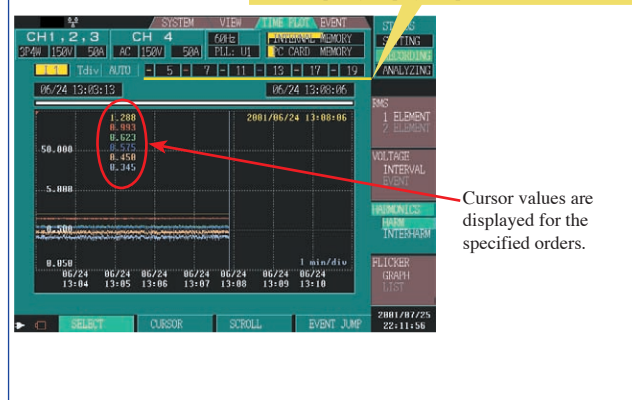 SYSTEM VIEW TIME PLOT EVENT
CH1,2,3 CH 4 60Hz INTERNAL MEMORY
3P4W 150V 50A AC 150V 50A PLL: U1 PC CARD MEMORY
Tdiv AUTO - 5 - 7 - 11 - 13 - 17 - 19
06/24 13:03:13 06/24 13:08:06
RECORDING
ANALYZING
1.288 2001/06/24 13:08:06
0.993
0.623
0.575
0.450
0.345
50.000
5.000
0.500
0.050
1 min/div
06/24 06/24 06/24 06/24 06/24 06/24 06/24
13:04 13:05 13:06 13:07 13:08 13:09 13:10
RMS
1 ELEMENT
2 ELEMENT
VOLTAGE
INTERVAL
EVENT
HARMONICS
HARM
INTERHARM
FLICKER
GRAPH
LIST
SELECT CURSOR SCROLL EVENT JUMP
2001/07/25
22:11:56
Cursor values are
displayed for the
specified orders.